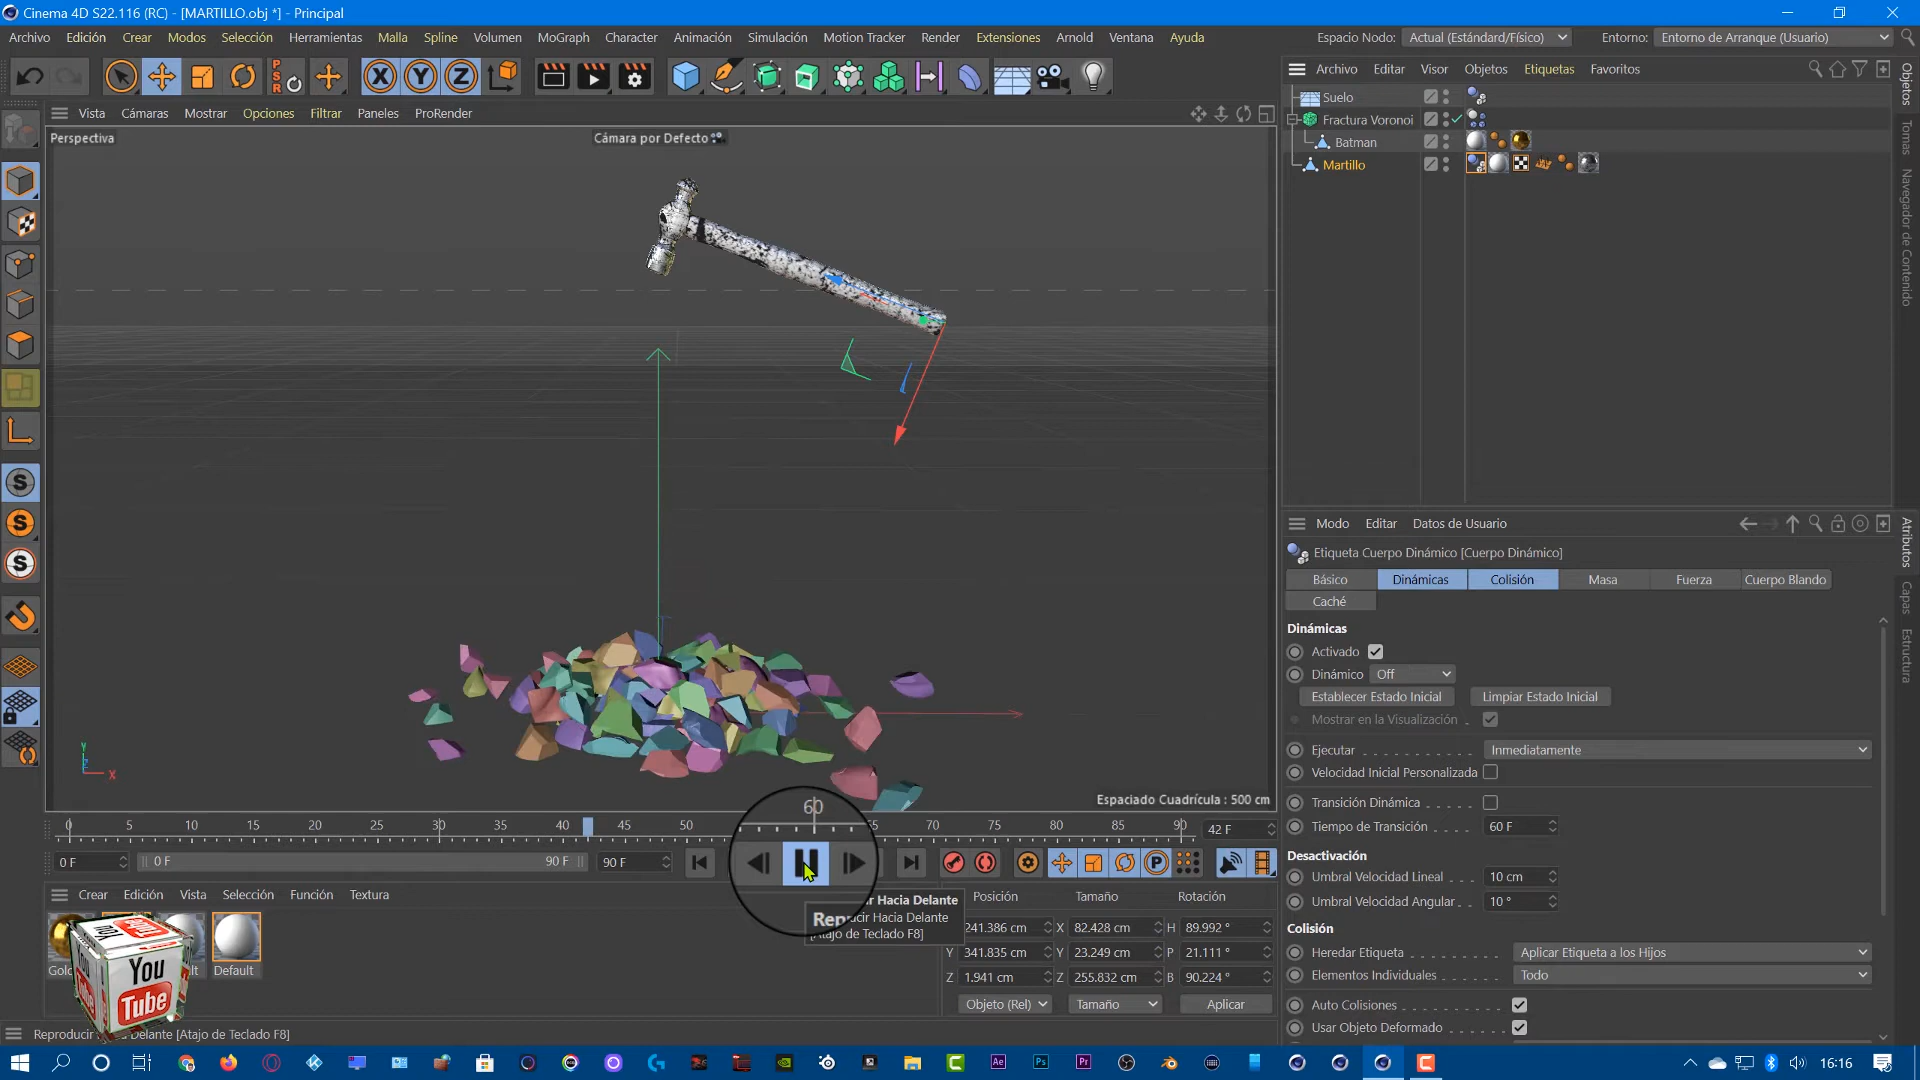 Cinema 4D S22.116 (RC) - [MARTILLO.obj *] - Principal
Archivo Edición Crear Modos Selección Herramientas Malla Spline Volumen MoGraph Character Animación Simulación Motion Tracker Render Extensiones Arnold Ventana Ayuda Espacio Nodo: Actual (Estándar/Físico) Entorno: Entorno de Arranque (Usuario)
P S R X Y Z
Archivo Editar Visor Objetos Etiquetas Favoritos
Vista Cámaras Mostrar Opciones Filtrar Paneles ProRender
Perspectiva Cámara por Defecto
Suelo
Fractura Voronoi
Batman
Martillo
Objetos
Tomas
Navegador de Contenido
Modo Editar Datos de Usuario
Etiqueta Cuerpo Dinámico [Cuerpo Dinámico]
Básico Dinámicas Colisión Masa Fuerza Cuerpo Blando
Caché
Dinámicas
Activado
Dinámico Off
Establecer Estado Inicial Limpiar Estado Inicial
Mostrar en la Visualización
Ejecutar Inmediatamente
Velocidad Inicial Personalizada
Transición Dinámica
Tiempo de Transición 60 F
Desactivación
Umbral Velocidad Lineal 10 cm
Umbral Velocidad Angular 10 °
Colisión
Heredar Etiqueta Aplicar Etiqueta a los Hijos
Elementos Individuales Todo
Auto Colisiones
Usar Objeto Deformado
Atributos
Capas
Estructura
S
S
S
Y
Z
X
Espaciado Cuadrícula : 500 cm
0 5 10 15 20 25 30 35 40 45 50 60 65 70 75 80 85 90 42 F
0 F 0 F 90 F 90 F P
Crear Edición Vista Selección Función Textura
Reproducir Hacia Delante
Reproducir Hacia Delante
[Atajo de Teclado F8]
Posición Tamaño Rotación
241.386 cm X 82.428 cm H 89.992 °
Y 341.835 cm Y 23.249 cm P 21.111 °
Z 1.941 cm Z 255.832 cm B 90.224 °
Objeto (Rel) Tamaño Aplicar
Default
You
Tube
You
Tube
Reproducir Hacia Delante [Atajo de Teclado F8]
Ae Ps Pr
16:16